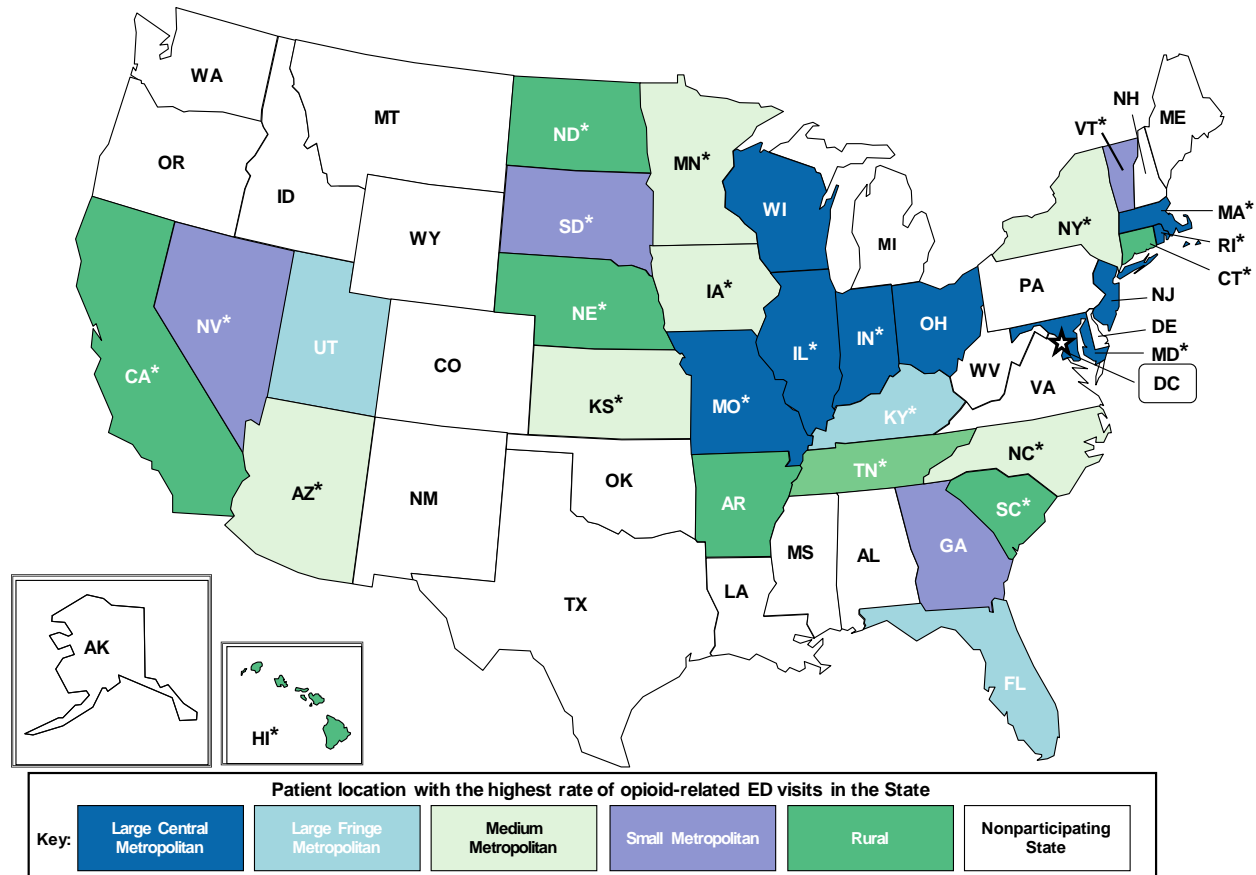 WA
MT
ND*
MN*
NH
ME
VT*
OR
ID
WY
SD*
WI
MI
NY*
MA*
RI*
CT*
IA*
PA
NJ
NE*
NV*
UT
CO
IL*
IN*
OH
DE
MD*
DC
WV
VA
CA*
KS*
MO*
KY*
NC*
TN*
AZ*
NM
OK
AR
SC*
MS
AL
GA
TX
LA
AK
HI*
FL
Patient location with the highest rate of opioid-related ED visits in the State
Key:
Large Central
Metropolitan
Large Fringe
Metropolitan
Medium
Metropolitan
Small Metropolitan
Rural
Nonparticipating
State